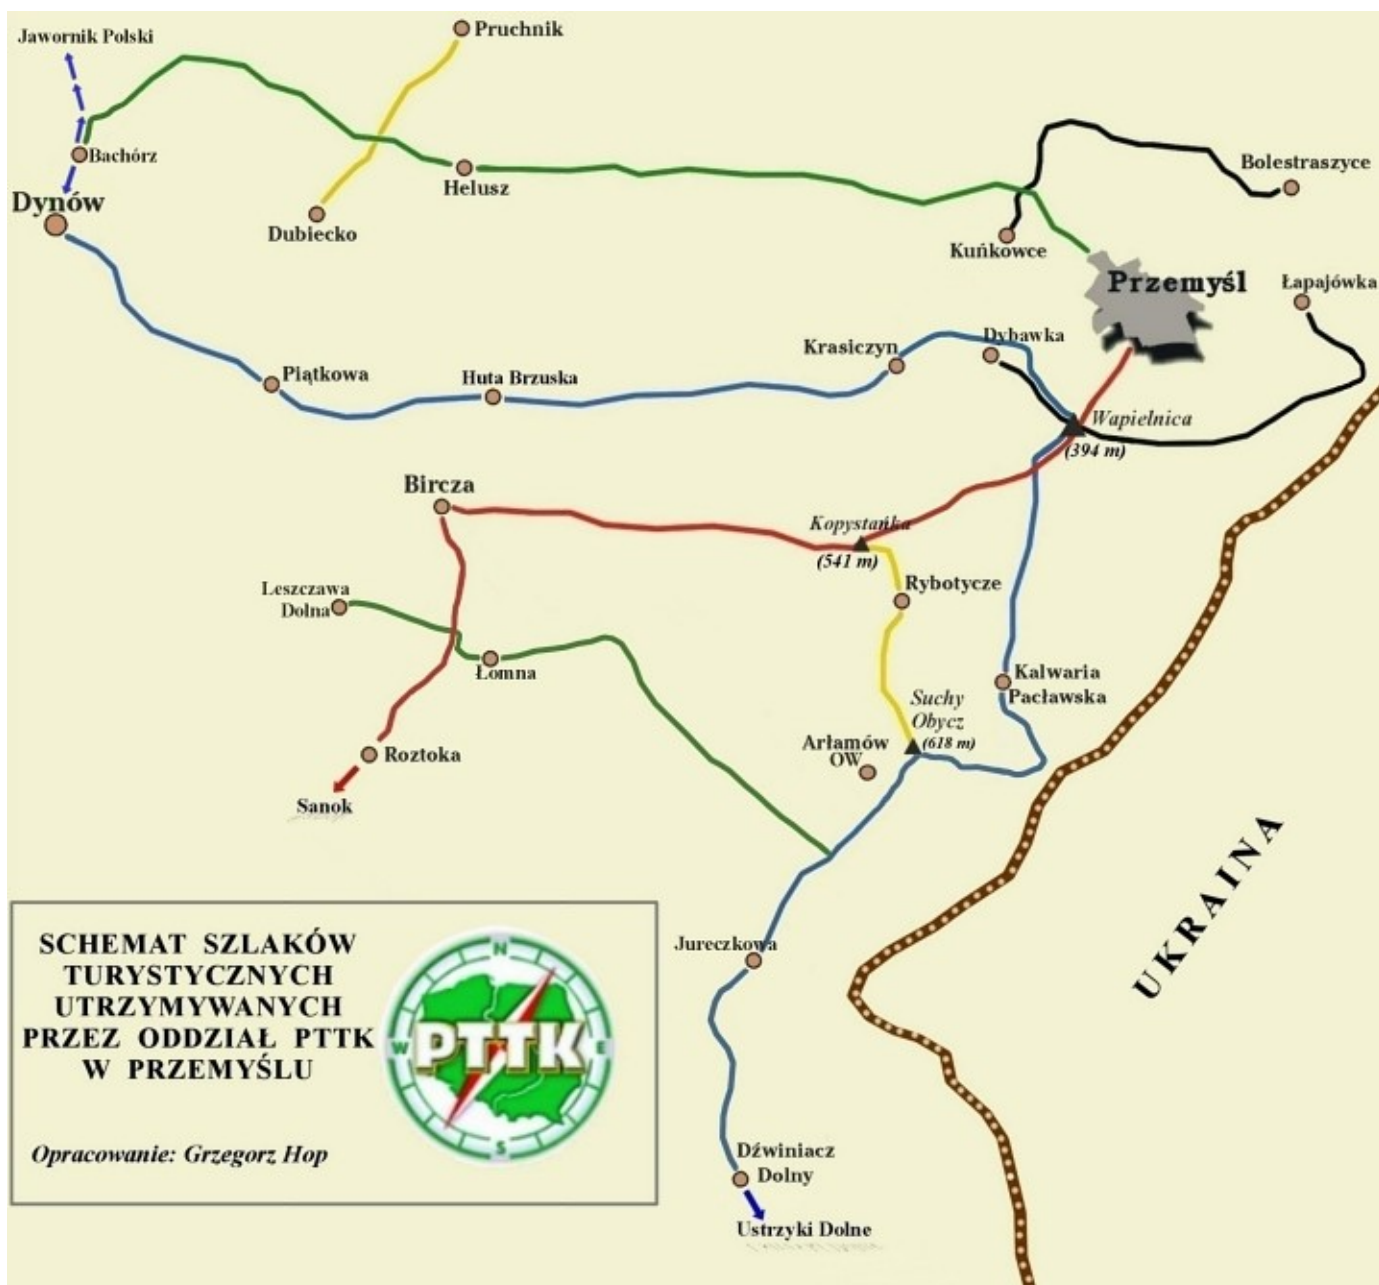 Jawornik Polski
Pruchnik
Bachórz
Bolestraszyce
Helusz
Dynów
Dubiecko
Kuńkowce
Przemyśl
Łapajówka
Dybawka
Krasiczyn
Piątkowa
Huta Brzuska
Wapielnica
(394 m)
Bircza
Kopystańka
(541 m)
Rybotycze
Leszczawa
Dolna
Łomna
Kalwaria
Pacławska
Suchy
Obycz
(618 m)
Arłamów
OW
Roztoka
Sanok
UKRAINA
Jureczkowa
SCHEMAT SZLAKÓW
TURYSTYCZNYCH
UTRZYMYWANYCH
PRZEZ ODDZIAŁ PTTK
W PRZEMYŚLU
N
W
PTTK
E
S
Opracowanie: Grzegorz Hop
Dźwiniacz
Dolny
Ustrzyki Dolne